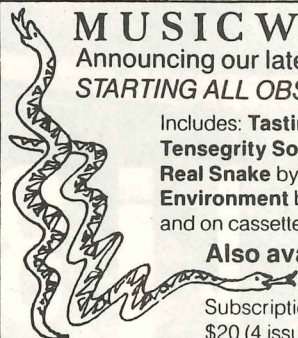 MUSICW
Announcing our late
STARTING ALL OBS
Includes: Tastin
Tensegrity So
Real Snake by
Environment b
and on cassette
Also ava
Subscriptio
$20 (4 issu